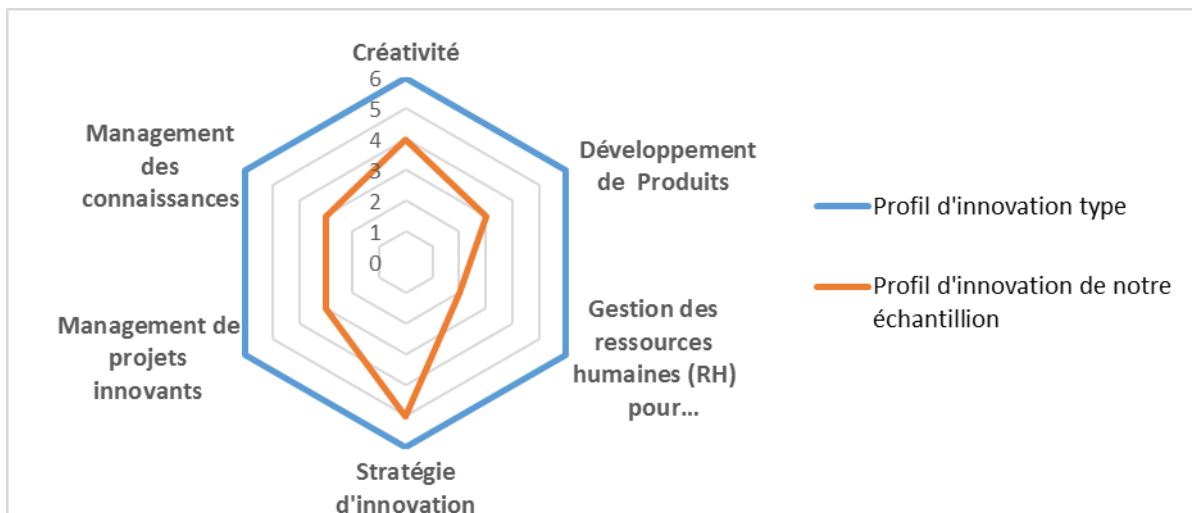 Créativité
6
5
4
3
2
1
0
Développement
de Produits
Gestion des
ressources
humaines (RH)
pour...
Stratégie
d'innovation
Management de
projets
innovants
Management
des
connaissances
Profil d'innovation type
Profil d'innovation de notre
échantillion